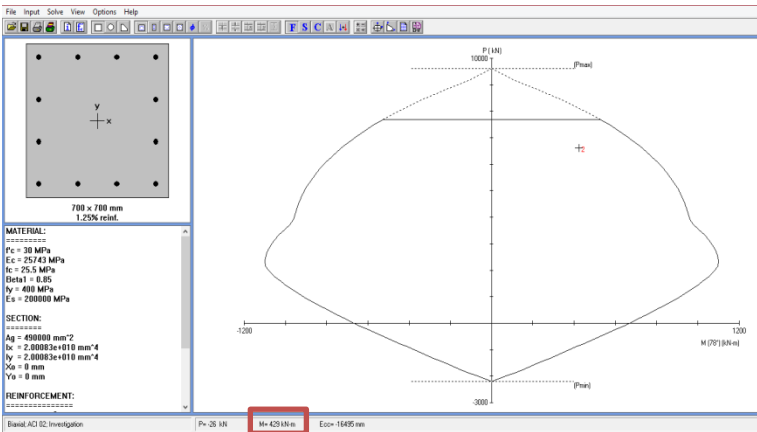 File Input Solve View Options Help
F S C
y
x
700 x 700 mm
1.25% reinf.
MATERIAL:
=========
f'c = 30 MPa
Ec = 25743 MPa
fc = 25.5 MPa
Beta1 = 0.85
fy = 400 MPa
Es = 200000 MPa
SECTION:
========
Ag = 490000 mm^2
Ix = 2.00083e+010 mm^4
Iy = 2.00083e+010 mm^4
Xo = 0 mm
Yo = 0 mm
REINFORCEMENT:
==============
P ( kN)
10000
(Pmax)
2
-1200
1200
M (78°) (kN-m)
(Pmin)
-3000
Biaxial; ACI 02; Investigation P= -26 kN M= 429 kN-m Ecc= -16495 mm